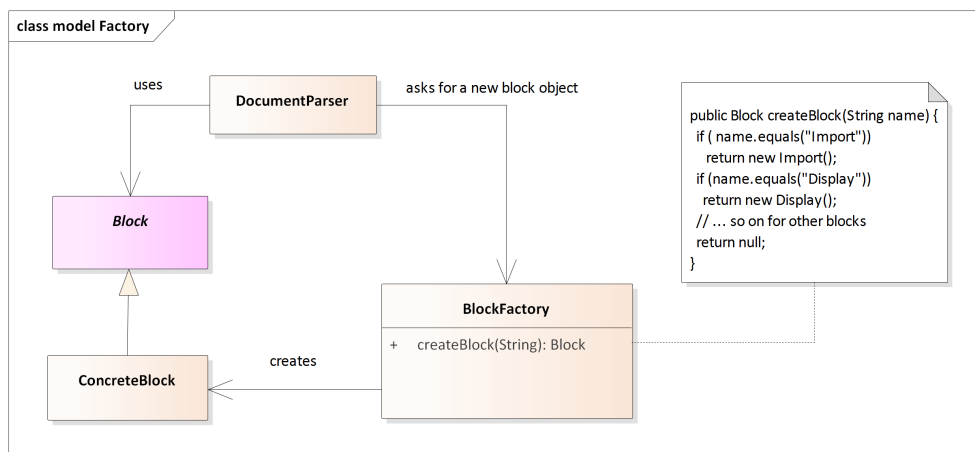 class model Factory
uses
DocumentParser
asks for a new block object
public Block createBlock(String name) {
if ( name.equals("Import"))
return new Import();
if (name.equals("Display"))
return new Display();
// ... so on for other blocks
return null;
}
Block
BlockFactory
+ createBlock(String): Block
creates
ConcreteBlock